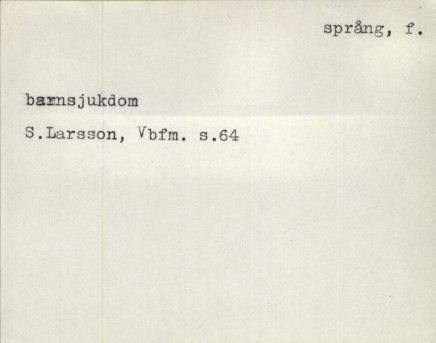 språng, f.
barnsjukdom
S.Larsson, Vbfm. s.64